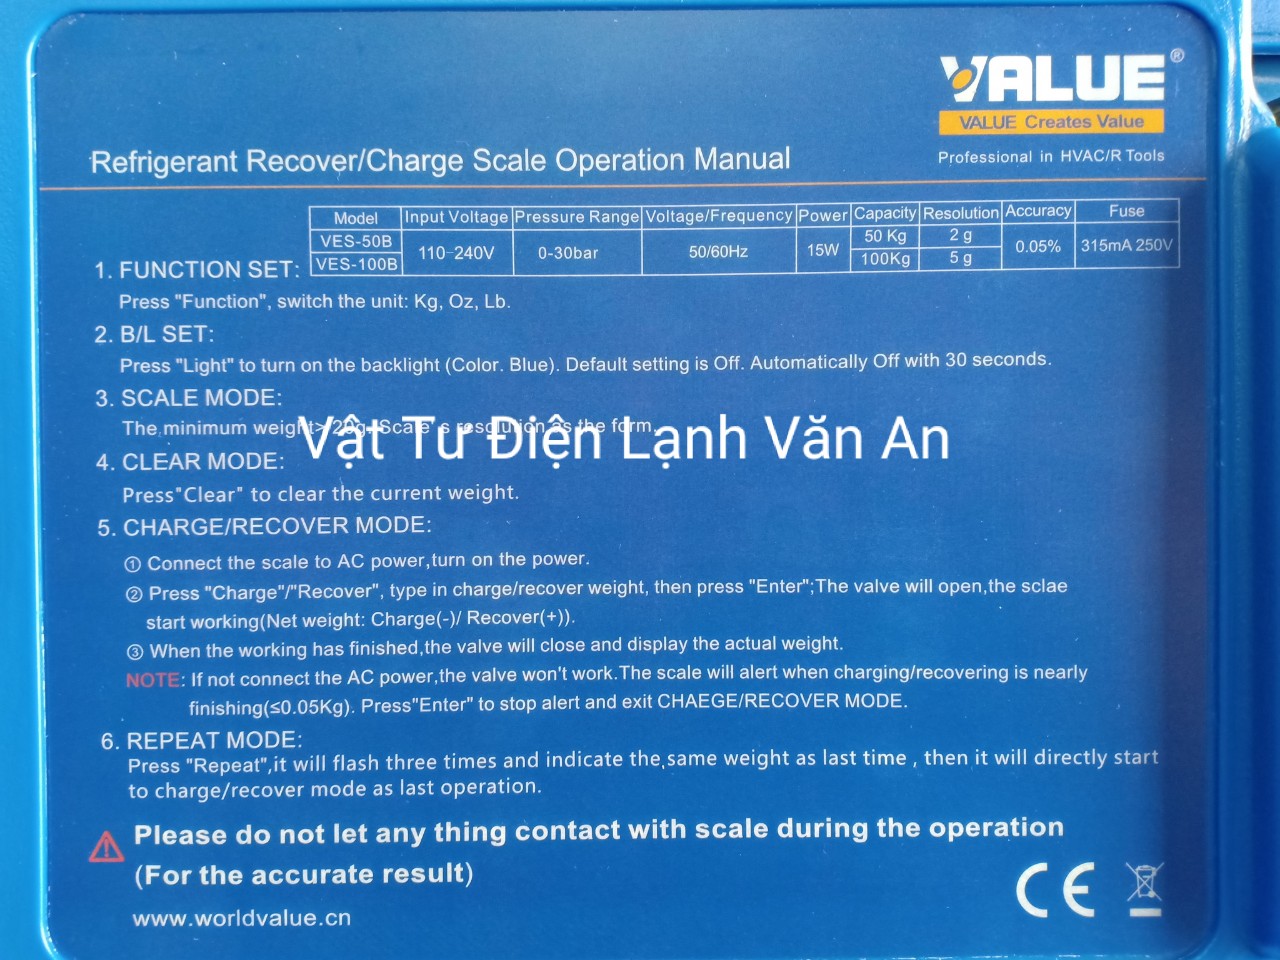 VALUE®
VALUE Creates Value
Professional in HVAC/R Tools
Refrigerant Recover/Charge Scale Operation Manual
Model Input Voltage Pressure Range Voltage/Frequency Power Capacity Resolution Accuracy Fuse
VES-50B 110-240V 0-30bar 50/60Hz 15W 50 Kg 2 g 0.05% 315mA 250V
VES-100B 100Kg 5 g
1. FUNCTION SET:
Press "Function", switch the unit: Kg, Oz, Lb.
2. B/L SET:
Press "Light" to turn on the backlight (Color. Blue). Default setting is Off. Automatically Off with 30 seconds.
3. SCALE MODE:
The minimum weight>20g. Scale's resolution as the form.
Vật Tư Điện Lạnh Văn An
4. CLEAR MODE:
Press"Clear" to clear the current weight.
5. CHARGE/RECOVER MODE:
① Connect the scale to AC power,turn on the power.
② Press "Charge"/"Recover", type in charge/recover weight, then press "Enter";The valve will open,the sclae
start working(Net weight: Charge(-)/ Recover(+)).
③ When the working has finished,the valve will close and display the actual weight.
NOTE: If not connect the AC power,the valve won't work.The scale will alert when charging/recovering is nearly
finishing(≤0.05Kg). Press"Enter" to stop alert and exit CHAEGE/RECOVER MODE.
6. REPEAT MODE:
Press "Repeat",it will flash three times and indicate the,same weight as last time , then it will directly start
to charge/recover mode as last operation.
Please do not let any thing contact with scale during the operation
(For the accurate result)
www.worldvalue.cn
CE